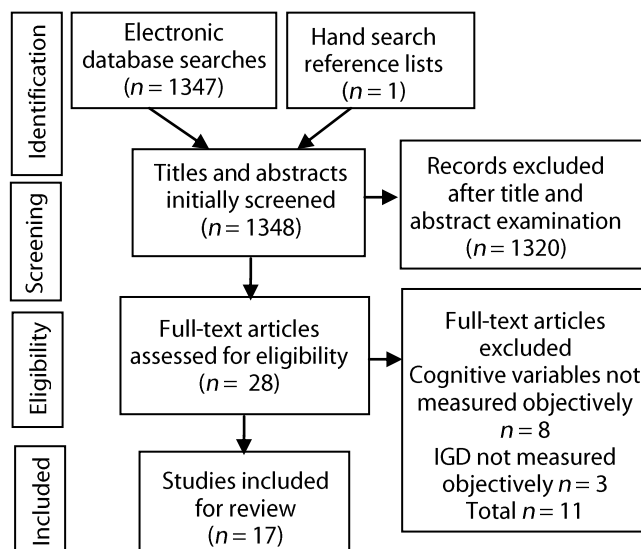 Identification
Electronic
database searches
(n = 1347)
Hand search
reference lists
(n = 1)
Screening
Titles and abstracts
initially screened
(n = 1348)
Records excluded
after title and
abstract examination
(n = 1320)
Eligibility
Full-text articles
assessed for eligibility
(n = 28)
Full-text articles
excluded
Cognitive variables not
measured objectively
n = 8
IGD not measured
objectively n = 3
Total n = 11
Included
Studies included
for review
(n = 17)